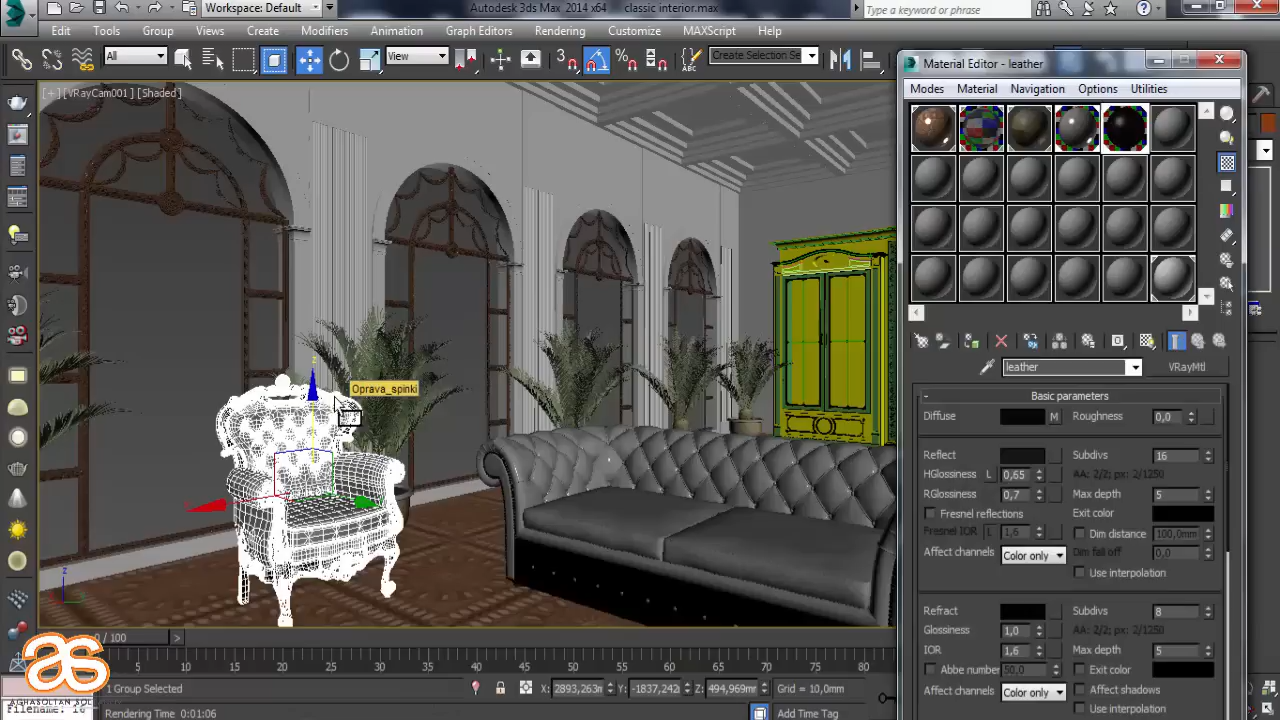 Workspace: Default
Autodesk 3ds Max 2014 x64
classic interior.max
Type a keyword or phrase
Edit
Tools
Group
Views
Create
Modifiers
Animation
Graph Editors
Rendering
Customize
MAXScript
Help
All
View
3
Create Selection Se
[+] [VRayCam001] [Shaded]
Material Editor - leather
Modes
Material
Navigation
Options
Utilities
leather
VRayMtl
Basic parameters
Diffuse
M
Roughness
0,0
Reflect
Subdivs
16
HGlossiness
L
0,65
AA: 2/2; px: 2/1250
RGlossiness
0,7
Max depth
5
Fresnel reflections
Exit color
Fresnel IOR
L
1,6
Dim distance
100,0mm
Affect channels
Color only
Dim fall off
0,0
Use interpolation
Refract
Subdivs
8
Glossiness
1,0
AA: 2/2; px: 2/1250
IOR
1,6
Max depth
5
Abbe number
50,0
Exit color
Affect channels
Color only
Affect shadows
Use interpolation
Oprava_spinki
z
z
0 / 100
>
10
15
20
25
30
35
40
45
50
55
60
65
70
75
80
1 Group Selected
X: 2893,263m
Y: -1837,242
Z: 494,969mm
Grid = 10,0mm
Rendering Time 0:01:06
Add Time Tag
as
AGHASOLTAN SOL